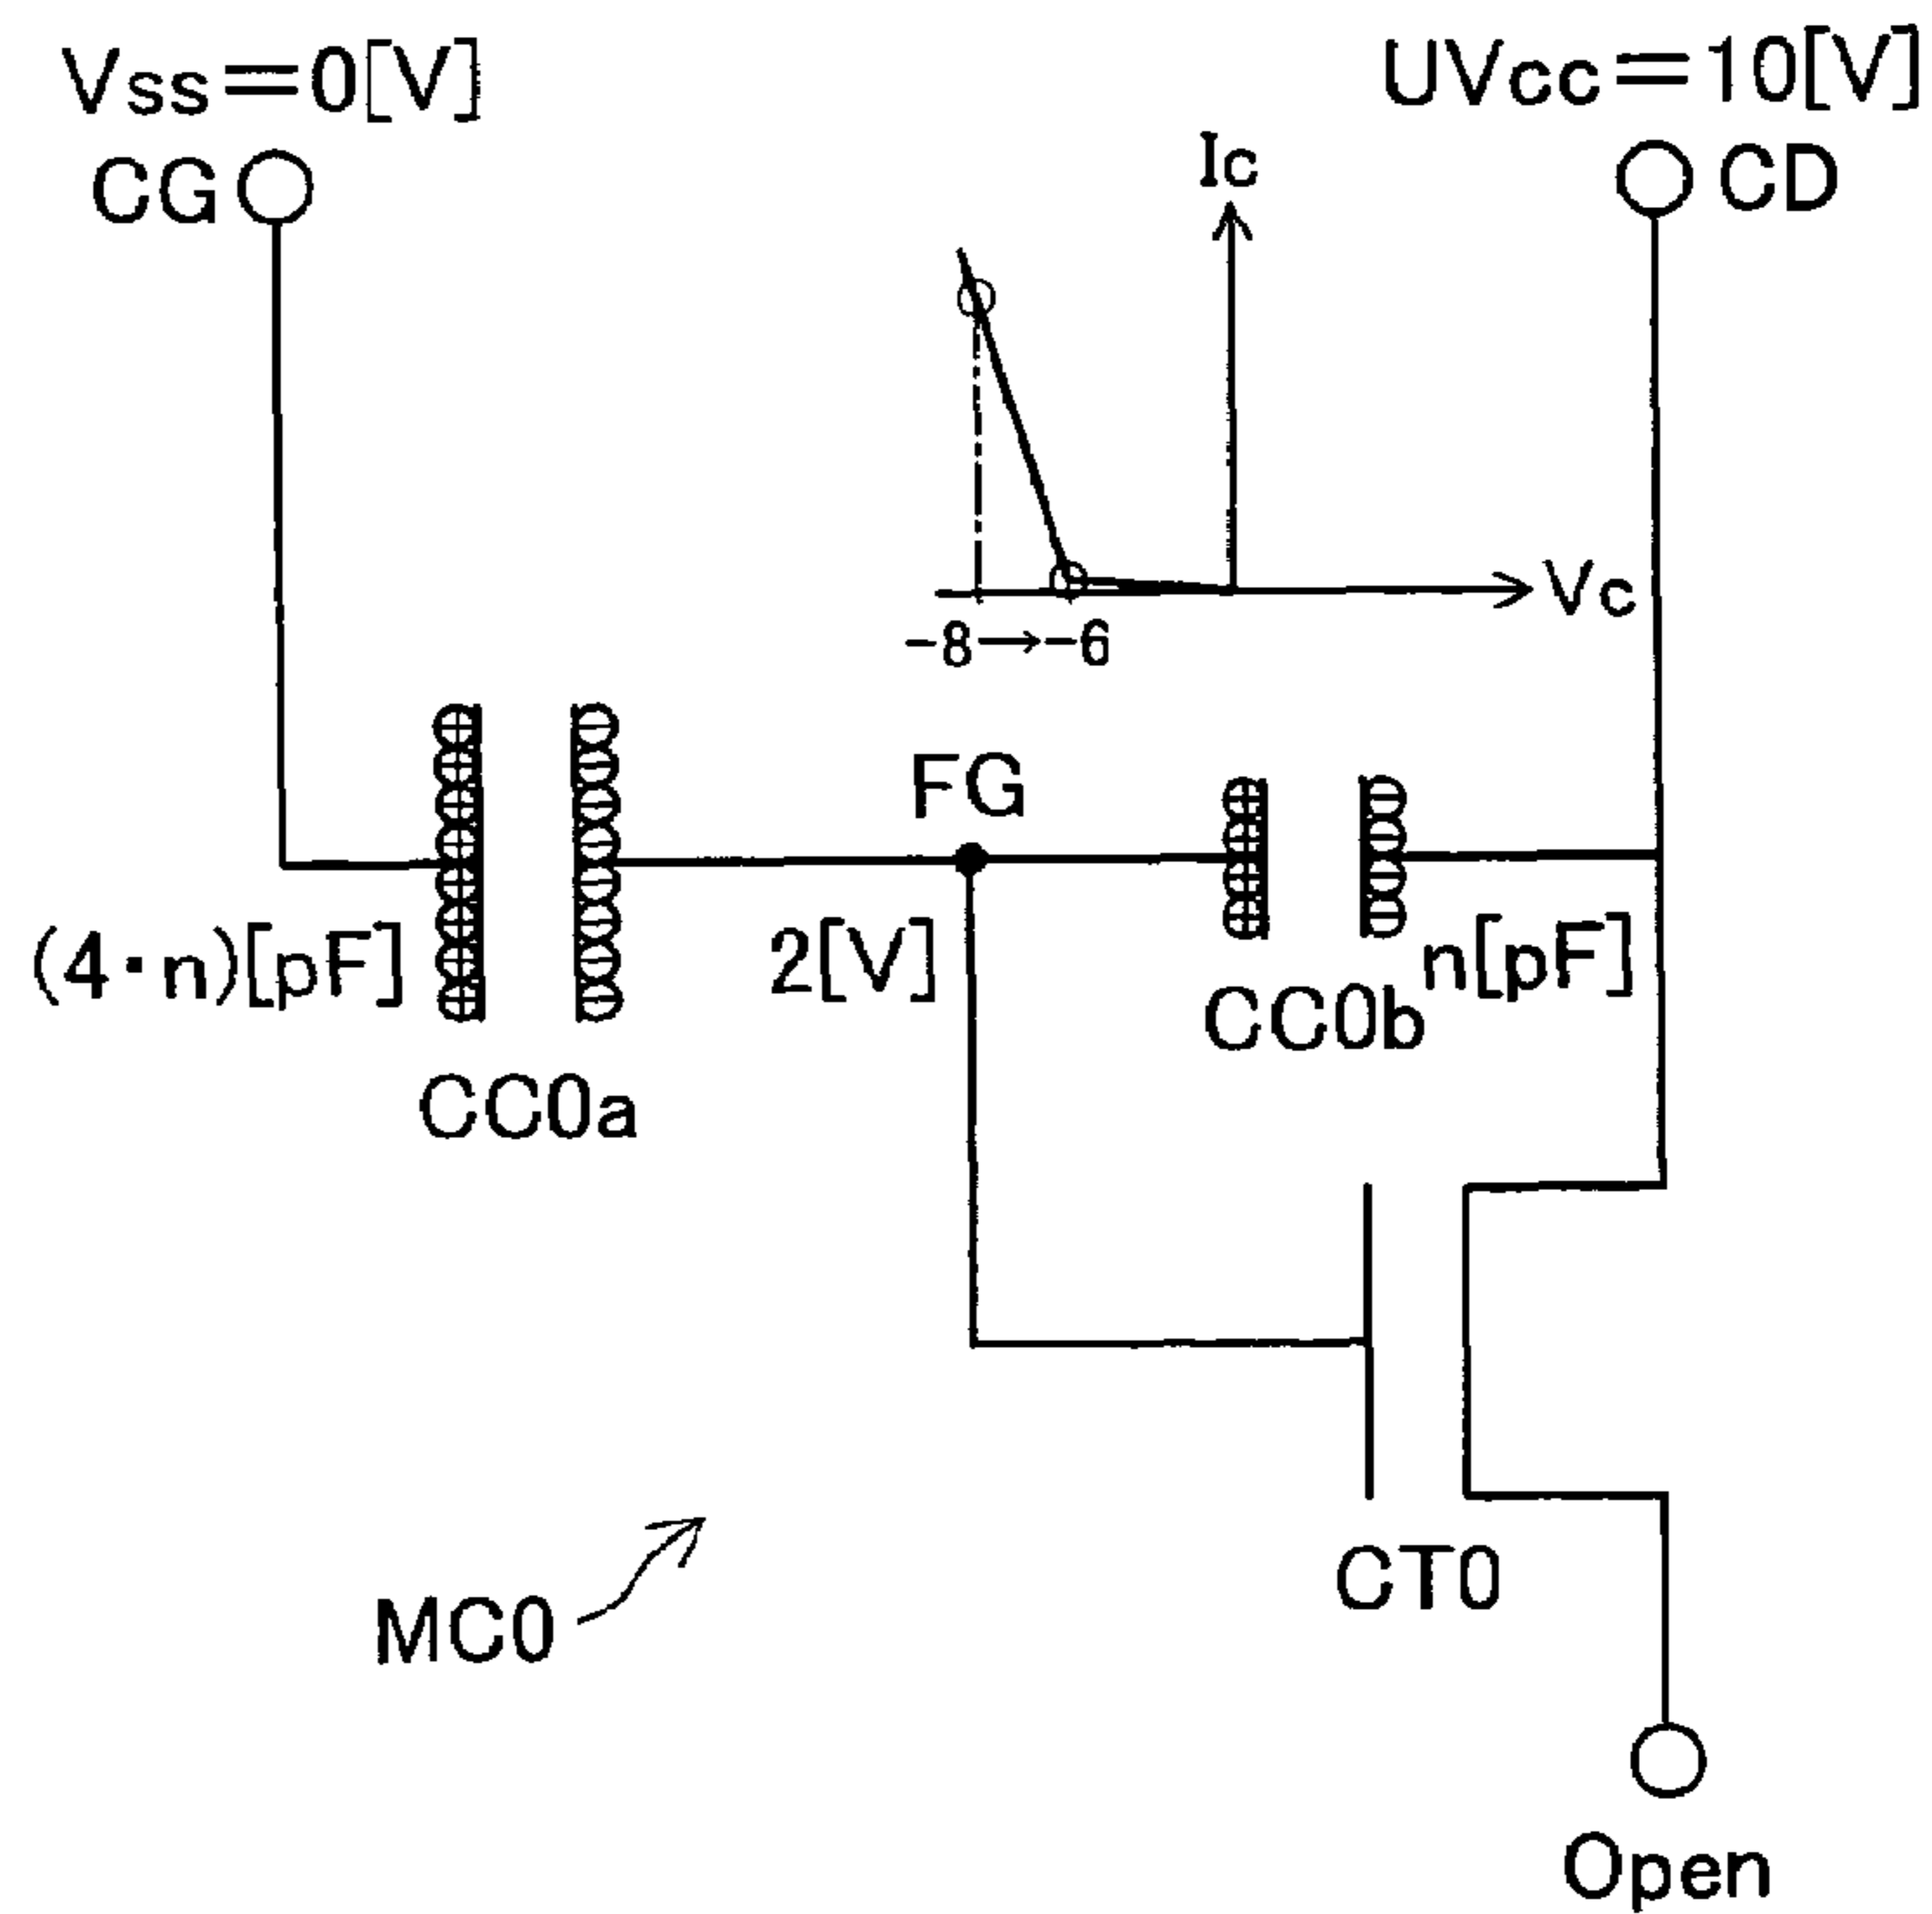 Vss=0[V]
UVcc=10[V]
CG
CD
Ic
Vc
-8→-6
FG
(4·n)[pF]
2[V]
n[pF]
CC0b
CC0a
CT0
MC0
Open